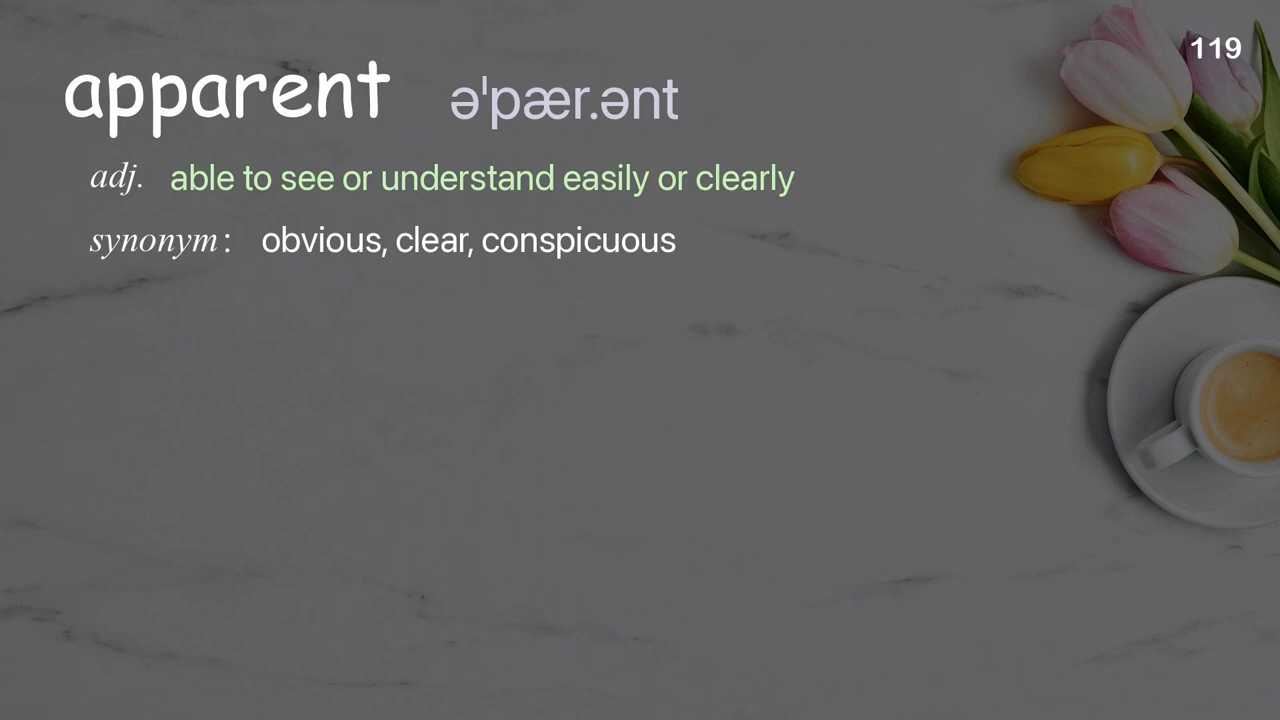 119
apparent əˈpær.ənt
adj. able to see or understand easily or clearly
synonym: obvious, clear, conspicuous